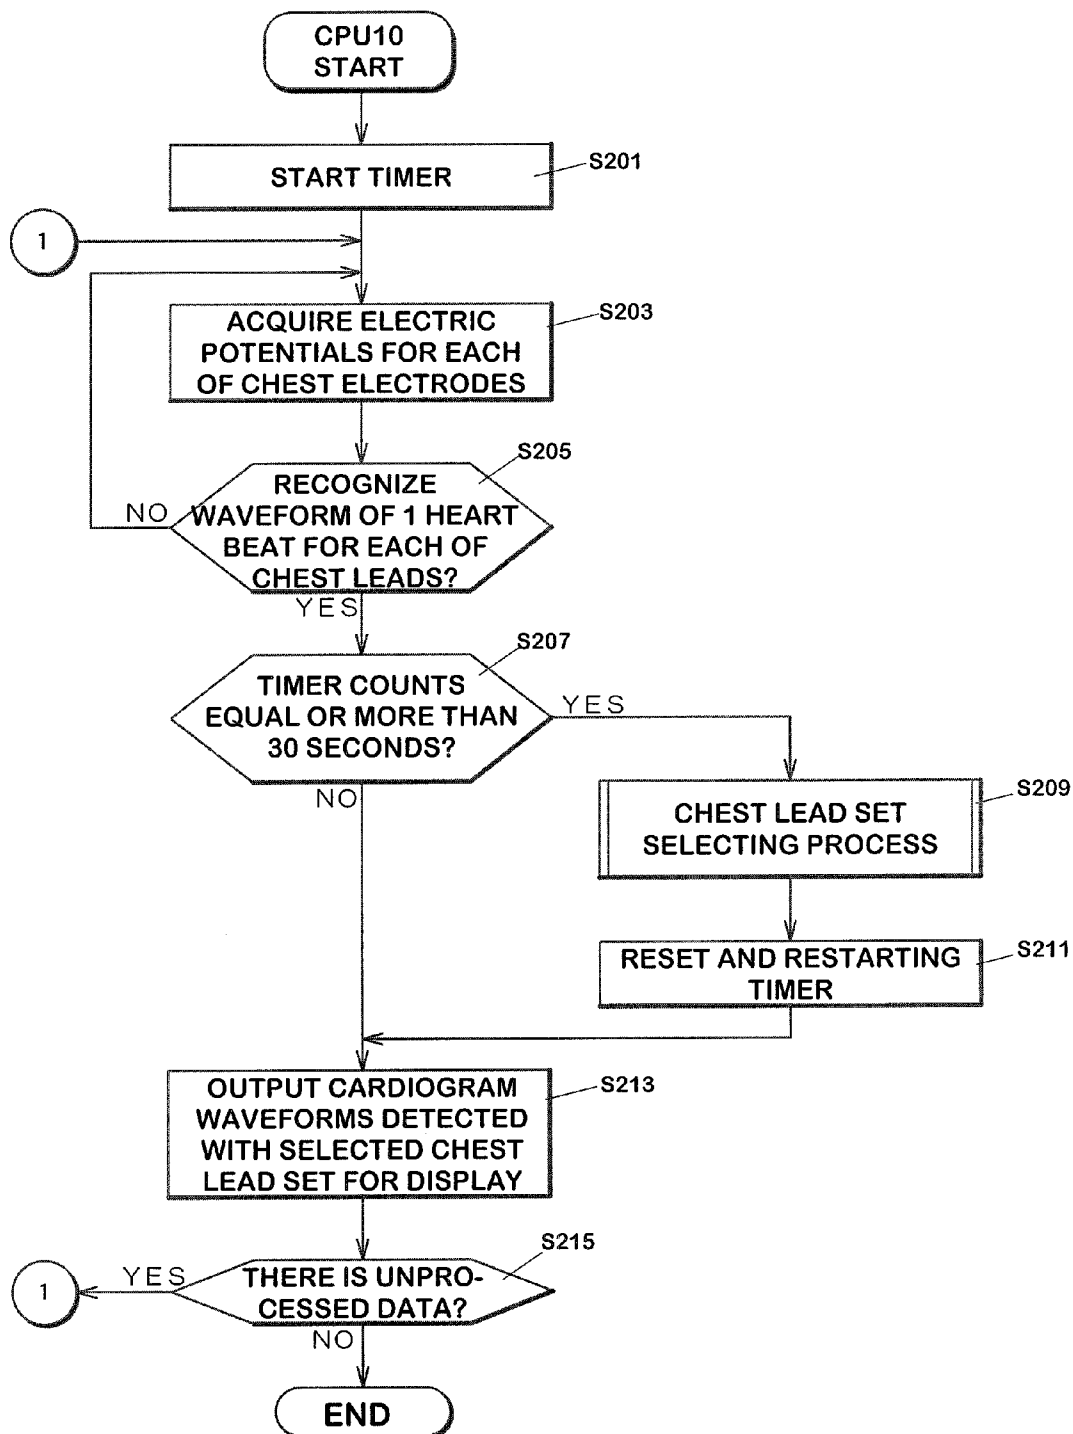 CPU10
START
START TIMER
S201
1
ACQUIRE ELECTRIC
POTENTIALS FOR EACH
OF CHEST ELECTRODES
S203
RECOGNIZE
WAVEFORM OF 1 HEART
BEAT FOR EACH OF
CHEST LEADS?
S205
NO
YES
TIMER COUNTS
EQUAL OR MORE THAN
30 SECONDS?
S207
YES
NO
CHEST LEAD SET
SELECTING PROCESS
S209
RESET AND RESTARTING
TIMER
S211
OUTPUT CARDIOGRAM
WAVEFORMS DETECTED
WITH SELECTED CHEST
LEAD SET FOR DISPLAY
S213
THERE IS UNPRO-
CESSED DATA?
S215
YES
1
NO
END